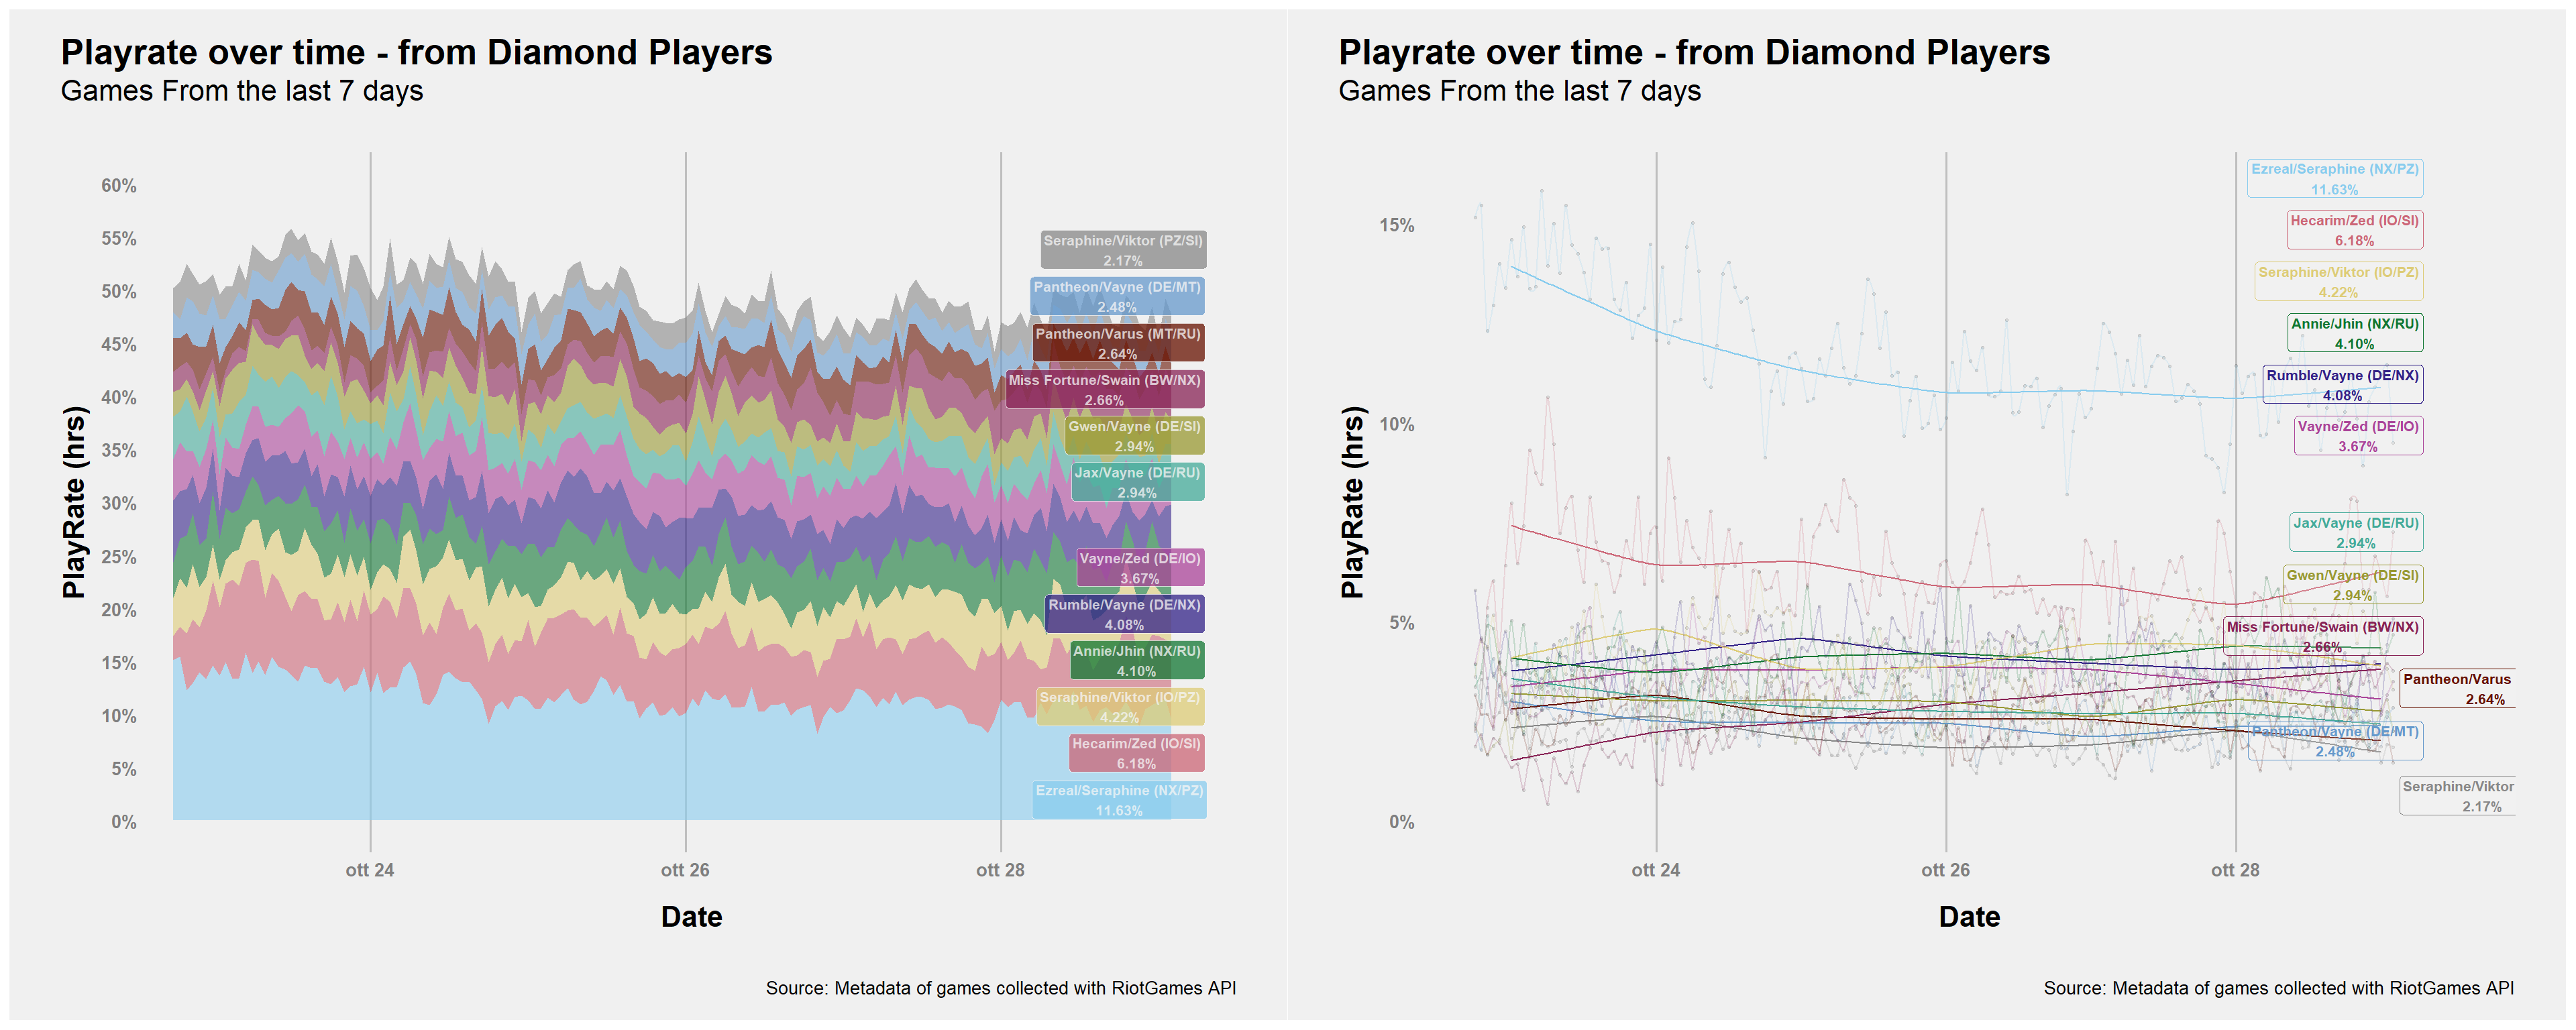 Playrate over time - from Diamond Players
Games From the last 7 days
PlayRate (hrs)
60%
55%
50%
45%
40%
35%
30%
25%
20%
15%
10%
5%
0%
Seraphine/Viktor (PZ/SI)
2.17%
Pantheon/Vayne (DE/MT)
2.48%
Pantheon/Varus (MT/RU)
2.64%
Miss Fortune/Swain (BW/NX)
2.66%
Gwen/Vayne (DE/SI)
2.94%
Jax/Vayne (DE/RU)
2.94%
Vayne/Zed (DE/IO)
3.67%
Rumble/Vayne (DE/NX)
4.08%
Annie/Jhin (NX/RU)
4.10%
Seraphine/Viktor (IO/PZ)
4.22%
Hecarim/Zed (IO/SI)
6.18%
Ezreal/Seraphine (NX/PZ)
11.63%
ott 24
ott 26
ott 28
Date
Source: Metadata of games collected with RiotGames API
Playrate over time - from Diamond Players
Games From the last 7 days
PlayRate (hrs)
15%
10%
5%
0%
Ezreal/Seraphine (NX/PZ)
11.63%
Hecarim/Zed (IO/SI)
6.18%
Seraphine/Viktor (IO/PZ)
4.22%
Annie/Jhin (NX/RU)
4.10%
Rumble/Vayne (DE/NX)
4.08%
Vayne/Zed (DE/IO)
3.67%
Jax/Vayne (DE/RU)
2.94%
Gwen/Vayne (DE/SI)
2.94%
Miss Fortune/Swain (BW/NX)
2.66%
Pantheon/Varus
2.64%
Pantheon/Vayne (DE/MT)
2.48%
Seraphine/Viktor
2.17%
ott 24
ott 26
ott 28
Date
Source: Metadata of games collected with RiotGames API